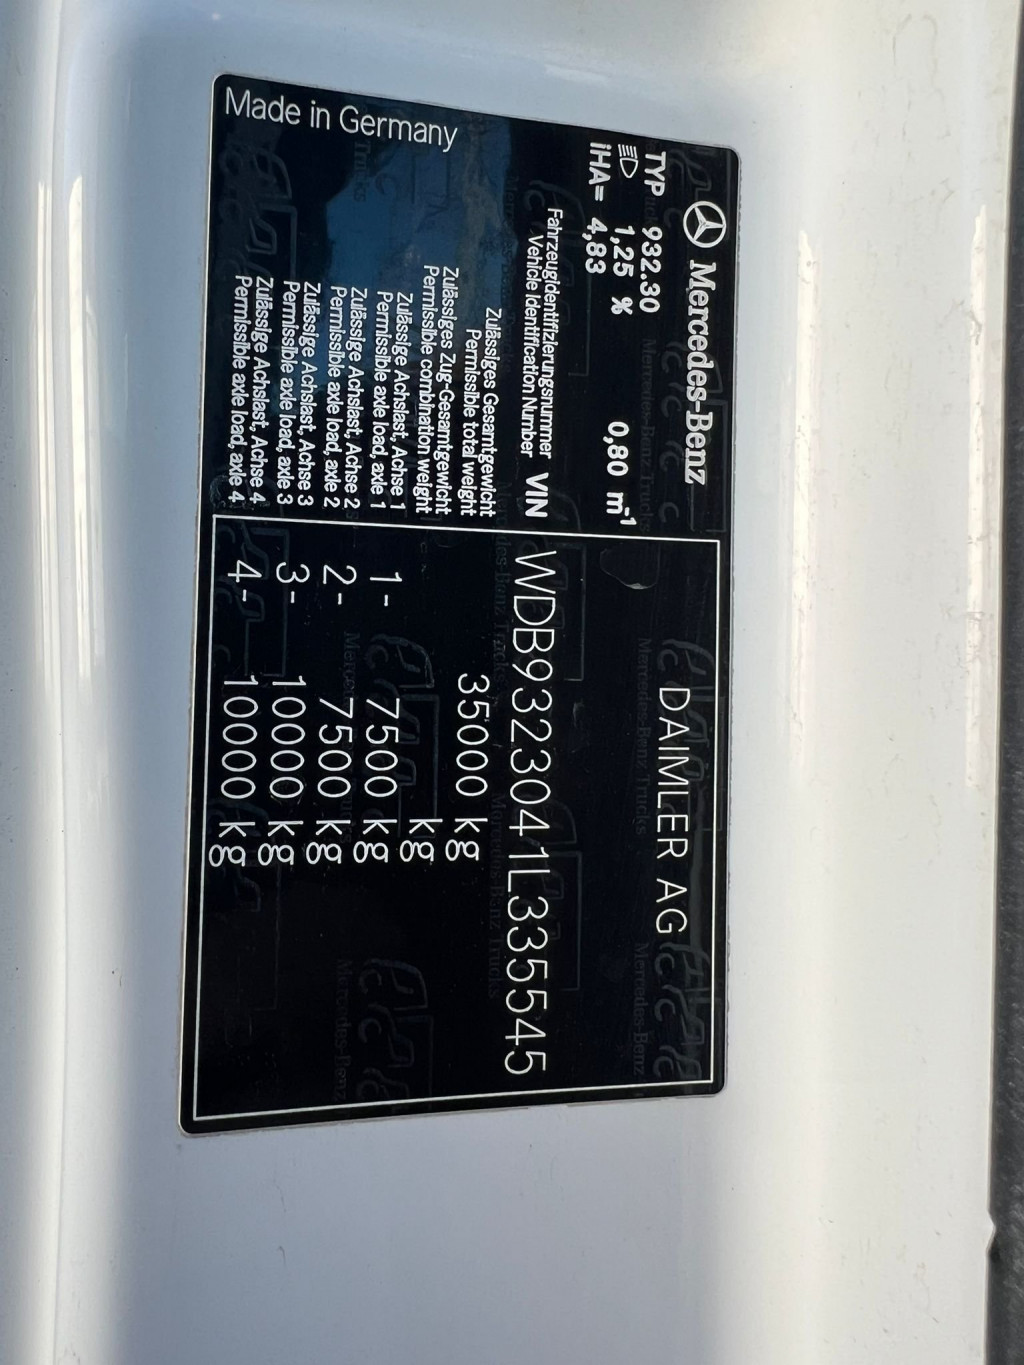 Mercedes-Benz
DAIMLER AG
TYP 932.30
1,25 % 0,80 m⁻¹
iHA= 4,83
Fahrzeugidentifizierungsnummer
Vehicle Identification Number
VIN WDB9323041L335545
Zulässiges Gesamtgewicht
Permissible total weight
35000 kg
Zulässiges Zug-Gesamtgewicht
Permissible combination weight
kg
Zulässige Achslast, Achse 1
Permissible axle load, axle 1
1- 7500 kg
Zulässige Achslast, Achse 2
Permissible axle load, axle 2
2- 7500 kg
Zulässige Achslast, Achse 3
Permissible axle load, axle 3
3- 10000 kg
Zulässige Achslast, Achse 4
Permissible axle load, axle 4
4- 10000 kg
Made in Germany